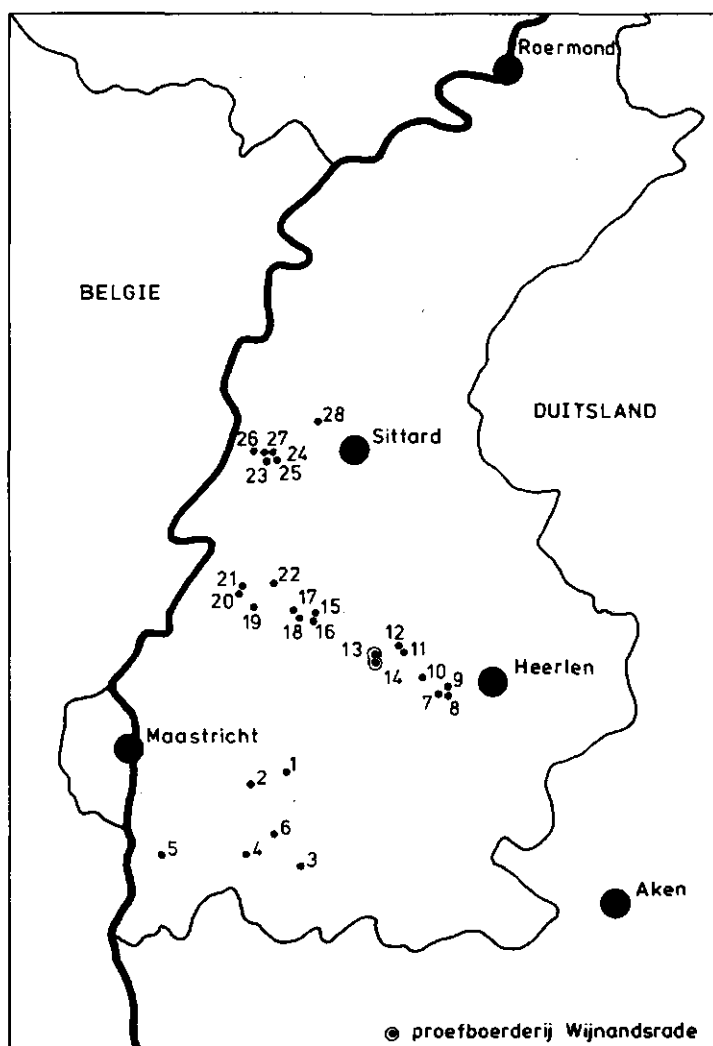 Roermond
BELGIE
DUITSLAND
28
Sittard
26 27 24
23 25
21 22
20 19 17 15
18 16
12
13 11
14 10 9
Heerlen
7 8
Maastricht
1
2
6
5 4 3
Aken
proefboerderij Wijnandsrade